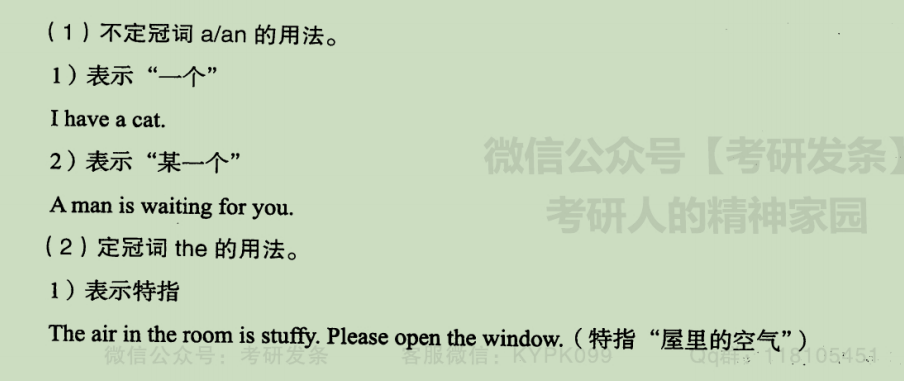 （1）不定冠词 a/an 的用法。
1）表示“一个”
I have a cat.
2）表示“某一个”
微信公众号【考研发条】
A man is waiting for you.
考研人的精神家园
（2）定冠词 the 的用法。
1）表示特指
The air in the room is stuffy. Please open the window.（特指“屋里的空气”）
微信公众号：考研发条 客服微信：KYPK099 QQ群：118105451